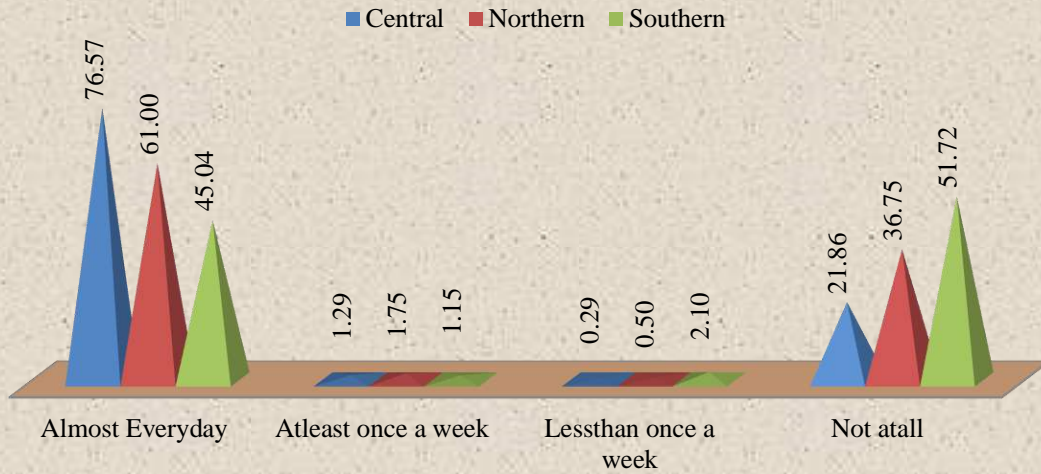 Central Northern Southern
76.57
61.00
45.04
1.29
1.75
1.15
0.29
0.50
2.10
21.86
36.75
51.72
Almost Everyday
Atleast once a week
Lessthan once a
week
Not atall